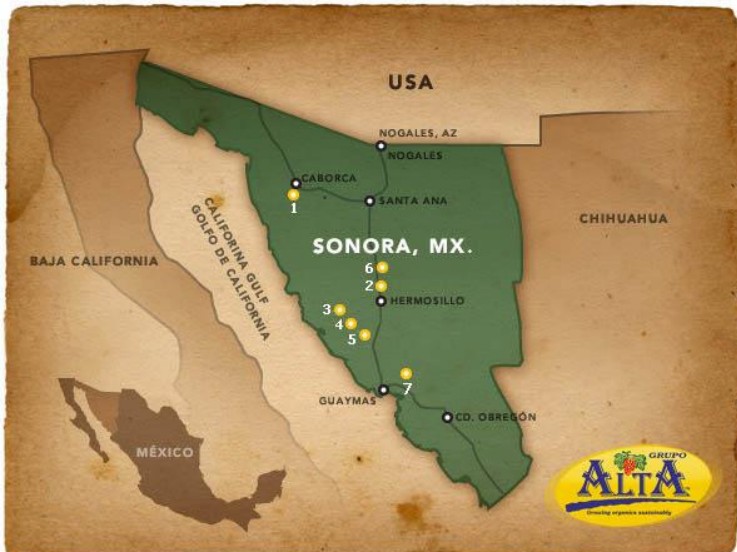 USA
NOGALES, AZ
NOGALES
CABORCA
1
SANTA ANA
CHIHUAHUA
CALIFORINA GULF
GOLFO DE CALIFORNIA
SONORA, MX.
BAJA CALIFORNIA
6
2
HERMOSILLO
3
4
5
7
GUAYMAS
CD. OBREGÓN
MÉXICO
GRUPO
ALTA
Growing organics sustainably